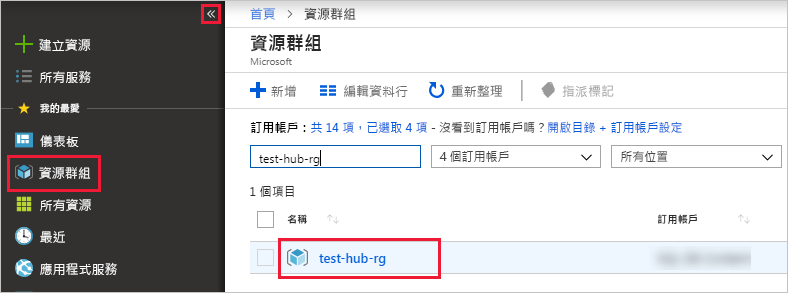 «
建立資源
所有服務
我的最愛
儀表板
資源群組
所有資源
最近
應用程式服務
首頁 > 資源群組
資源群組
Microsoft
新增 編輯資料行 重新整理 指派標記
訂用帳戶：共 14 項，已選取 4 項 - 沒看到訂用帳戶嗎？開啟目錄 + 訂用帳戶設定
test-hub-rg 4 個訂用帳戶 所有位置
1 個項目
名稱 訂用帳戶
test-hub-rg